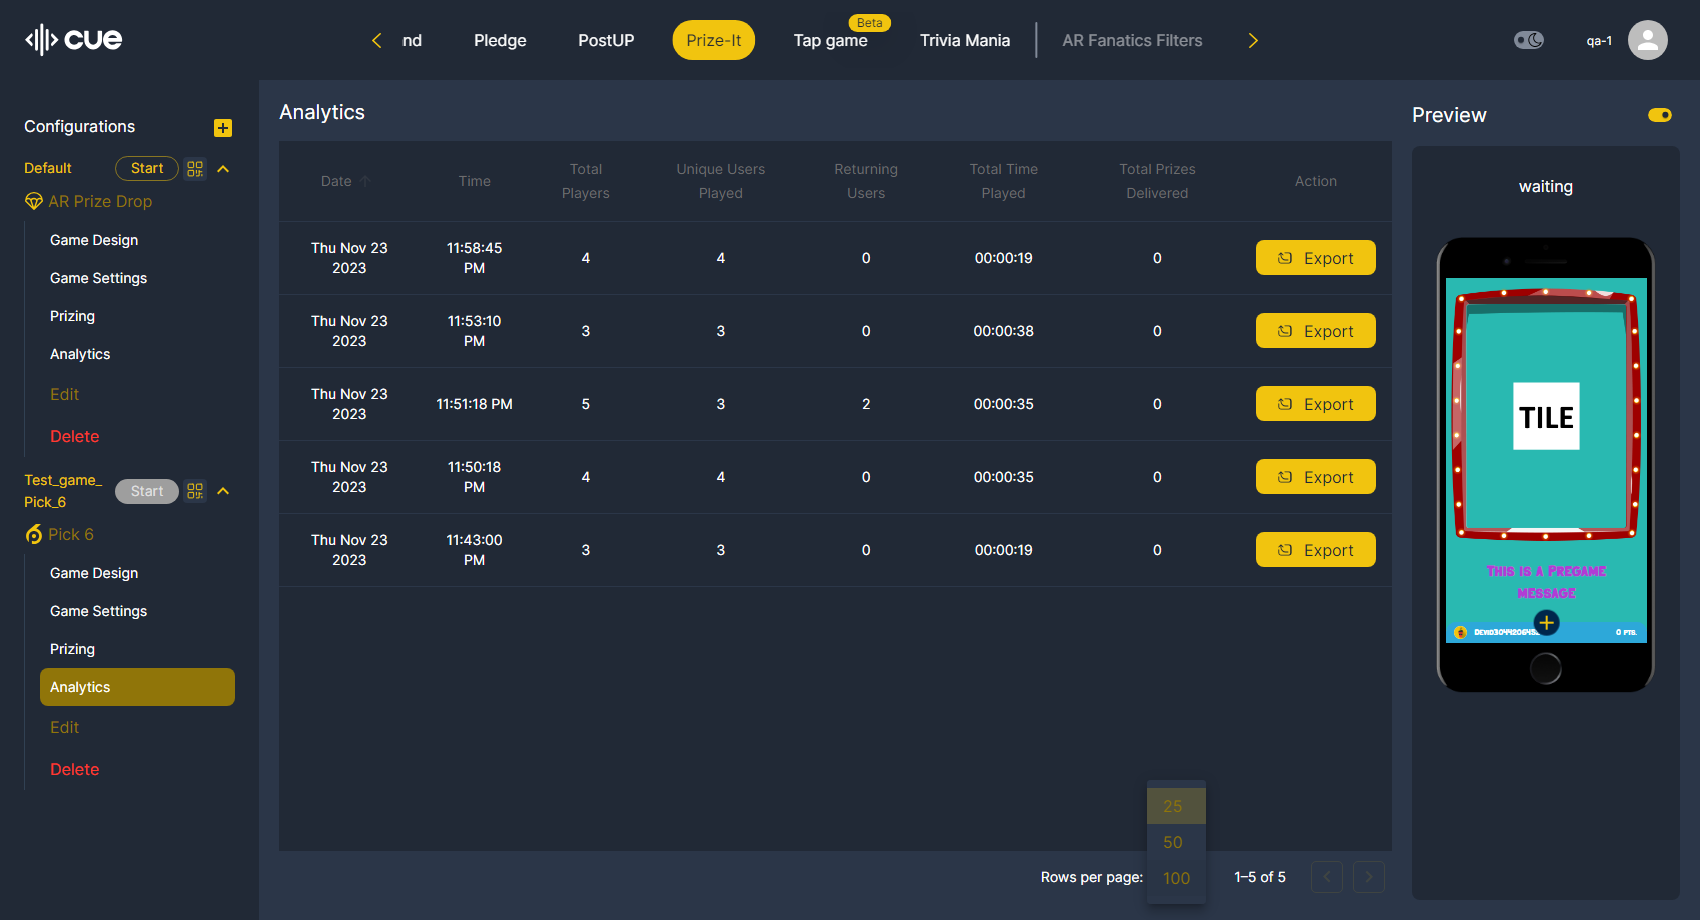 cue
nd
Pledge
PostUP
Prize-It
Beta
Tap game
Trivia Mania
AR Fanatics Filters
qa-1
Configurations
Default
Start
AR Prize Drop
Game Design
Game Settings
Prizing
Analytics
Edit
Delete
Test_game_
Pick_6
Start
Pick 6
Game Design
Game Settings
Prizing
Analytics
Edit
Delete
Analytics
Date
Time
Total
Players
Unique Users
Played
Returning
Users
Total Time
Played
Total Prizes
Delivered
Action
Thu Nov 23
2023
11:58:45
PM
4
4
0
00:00:19
0
Export
Thu Nov 23
2023
11:53:10
PM
3
3
0
00:00:38
0
Export
Thu Nov 23
2023
11:51:18 PM
5
3
2
00:00:35
0
Export
Thu Nov 23
2023
11:50:18
PM
4
4
0
00:00:35
0
Export
Thu Nov 23
2023
11:43:00
PM
3
3
0
00:00:19
0
Export
25
50
100
Rows per page:
1–5 of 5
Preview
waiting
TILE
This is a Pregame
message
0 pts.